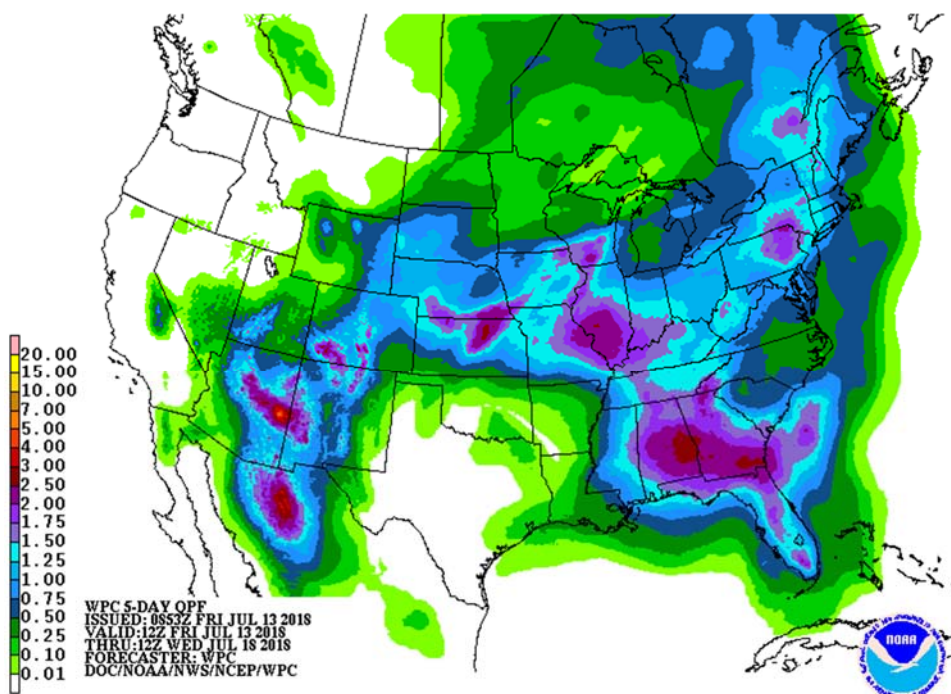 20.00
15.00
10.00
7.00
5.00
4.00
3.00
2.50
2.00
1.75
1.50
1.25
1.00
0.75
0.50
0.25
0.10
0.01
WPC 5-DAY QPF
ISSUED: 0853Z FRI JUL 13 2018
VALID:12Z FRI JUL 13 2018
THRU:12Z WED JUL 18 2018
FORECASTER: WPC
DOC/NOAA/NWS/NCEP/WPC
NOAA